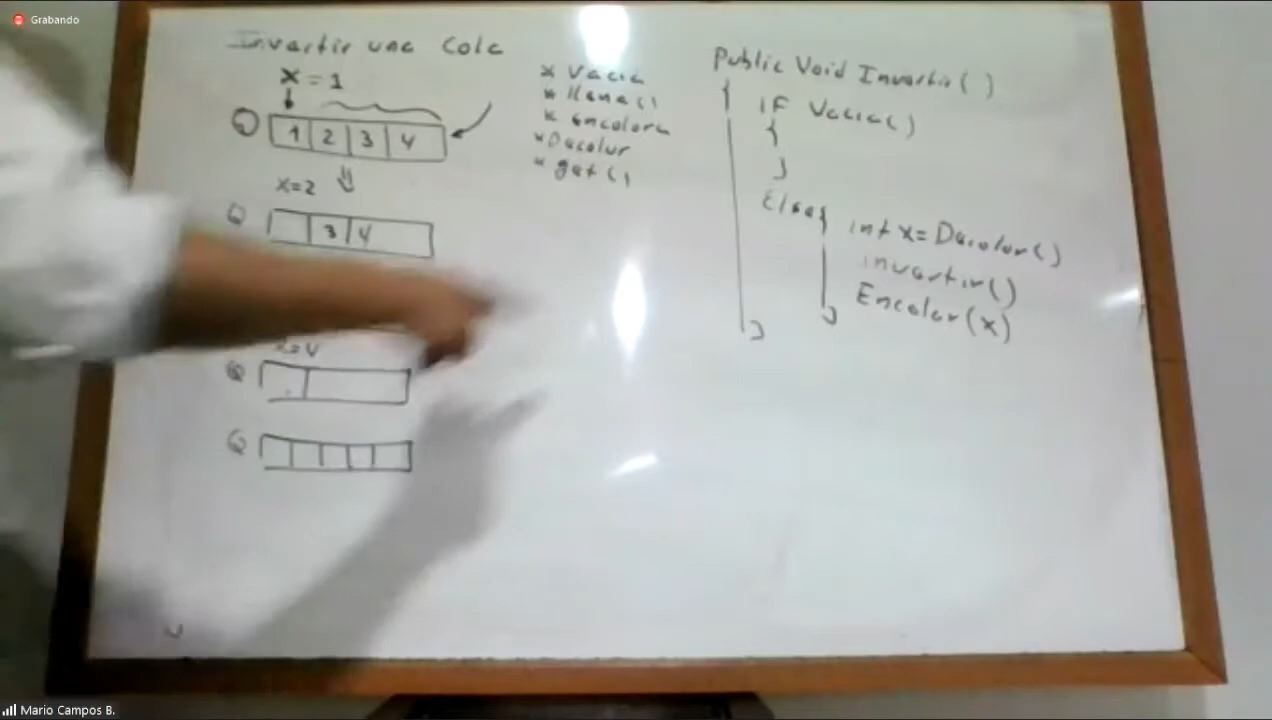 Grabando
Invertir una Cola
x = 1
Q 1 2 3 4
x=2
Q 3 4
x=4
Q
Q
* Vacia
* llena()
* encolar
* Decolar
* get()
Public Void Invertir()
{ if Vacia()
{
}
Else{ int x = Decolar()
invertir()
Encolar(x)
}
}
Mario Campos B.